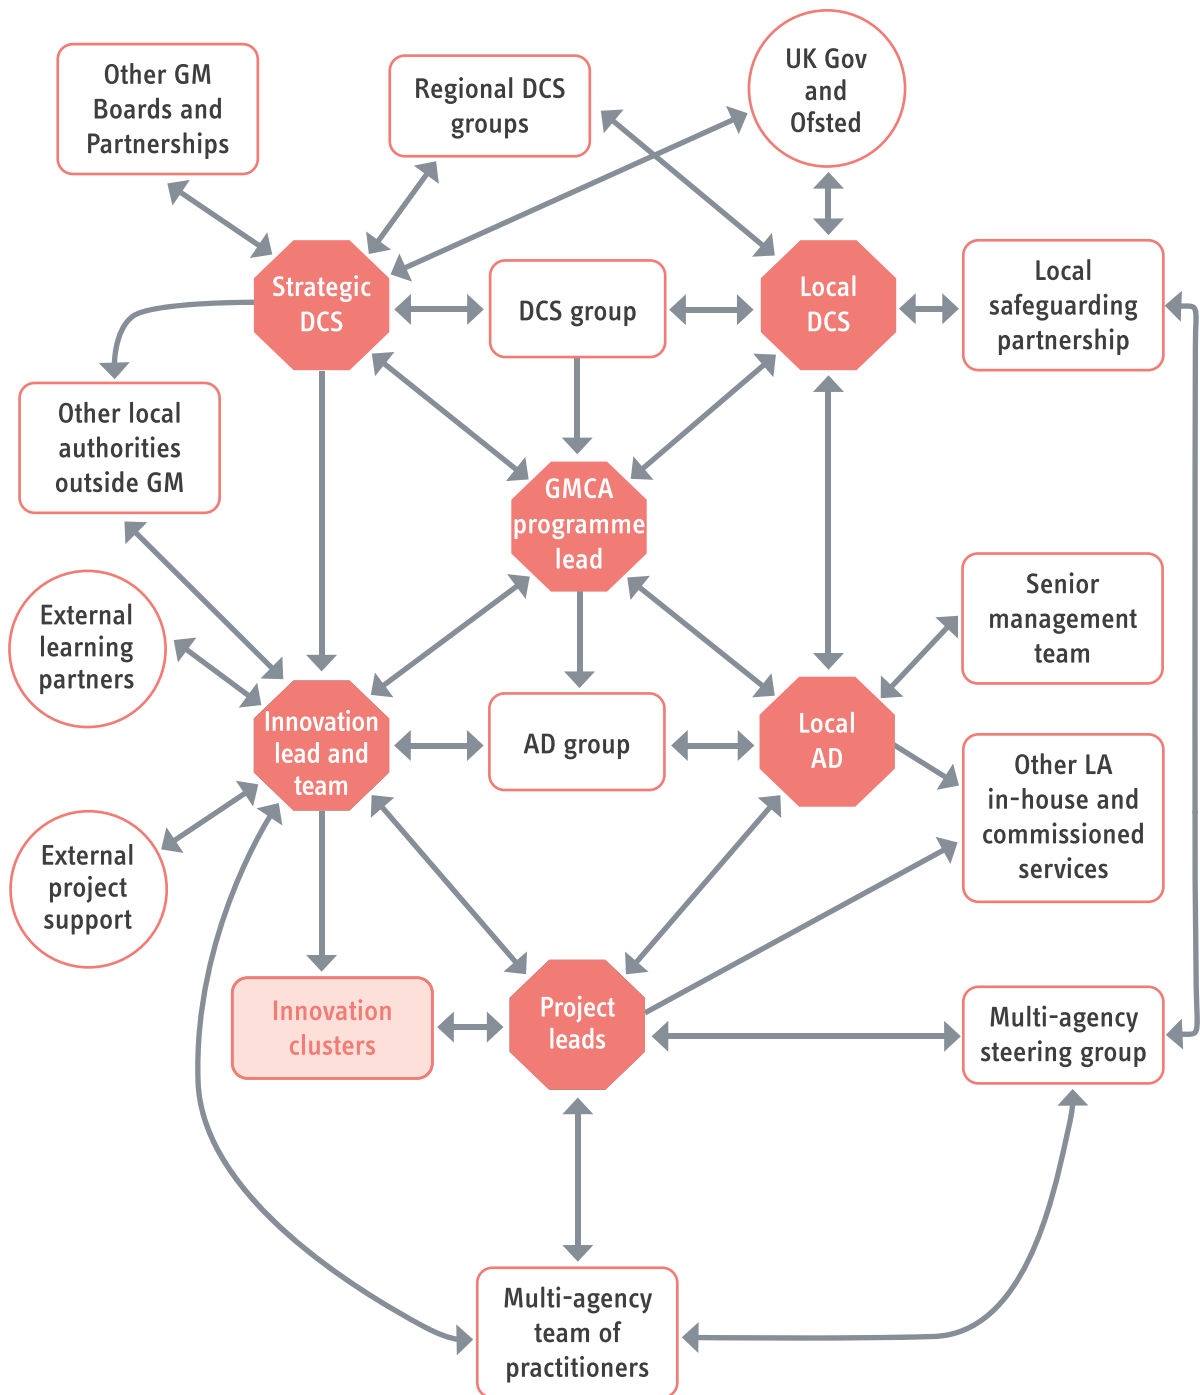 Other GM
Boards and
Partnerships
Regional DCS
groups
UK Gov
and
Ofsted
Strategic
DCS
DCS group
Local
DCS
Local
safeguarding
partnership
Other local
authorities
outside GM
GMCA
programme
lead
External
learning
partners
Senior
management
team
Innovation
lead and
team
AD group
Local
AD
Other LA
in-house and
commissioned
services
External
project
support
Innovation
clusters
Project
leads
Multi-agency
steering group
Multi-agency
team of
practitioners